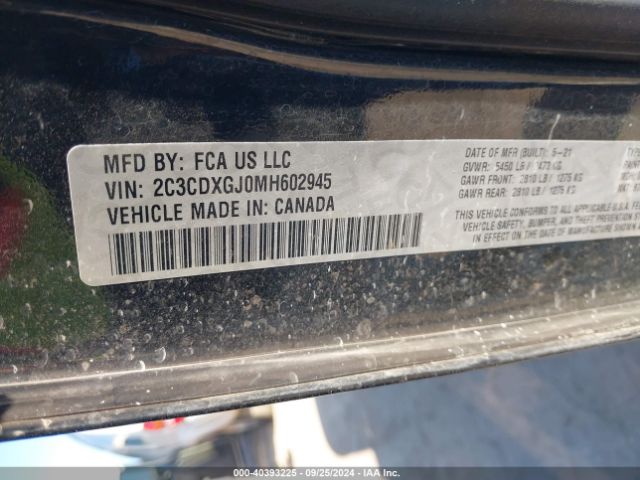 MFD BY: FCA US LLC
VIN: 2C3CDXGJ0MH602945
VEHICLE MADE IN: CANADA
DATE OF MFR (BUILT): 5-21
GVWR: 5450 LB / KG
GAWR FRONT: 2810 LB / 1275 KG
GAWR REAR: 2810 LB / 1275 KG
THIS VEHICLE CONFORMS TO ALL APPLICABLE U.S.A. FE
VEHICLE SAFETY, BUMPER, AND THEFT PREVENTION
IN EFFECT ON THE DATE OF MANUFACTURE
TYPE
PAINT
000-40393225 - 09/25/2024 - IAA Inc.